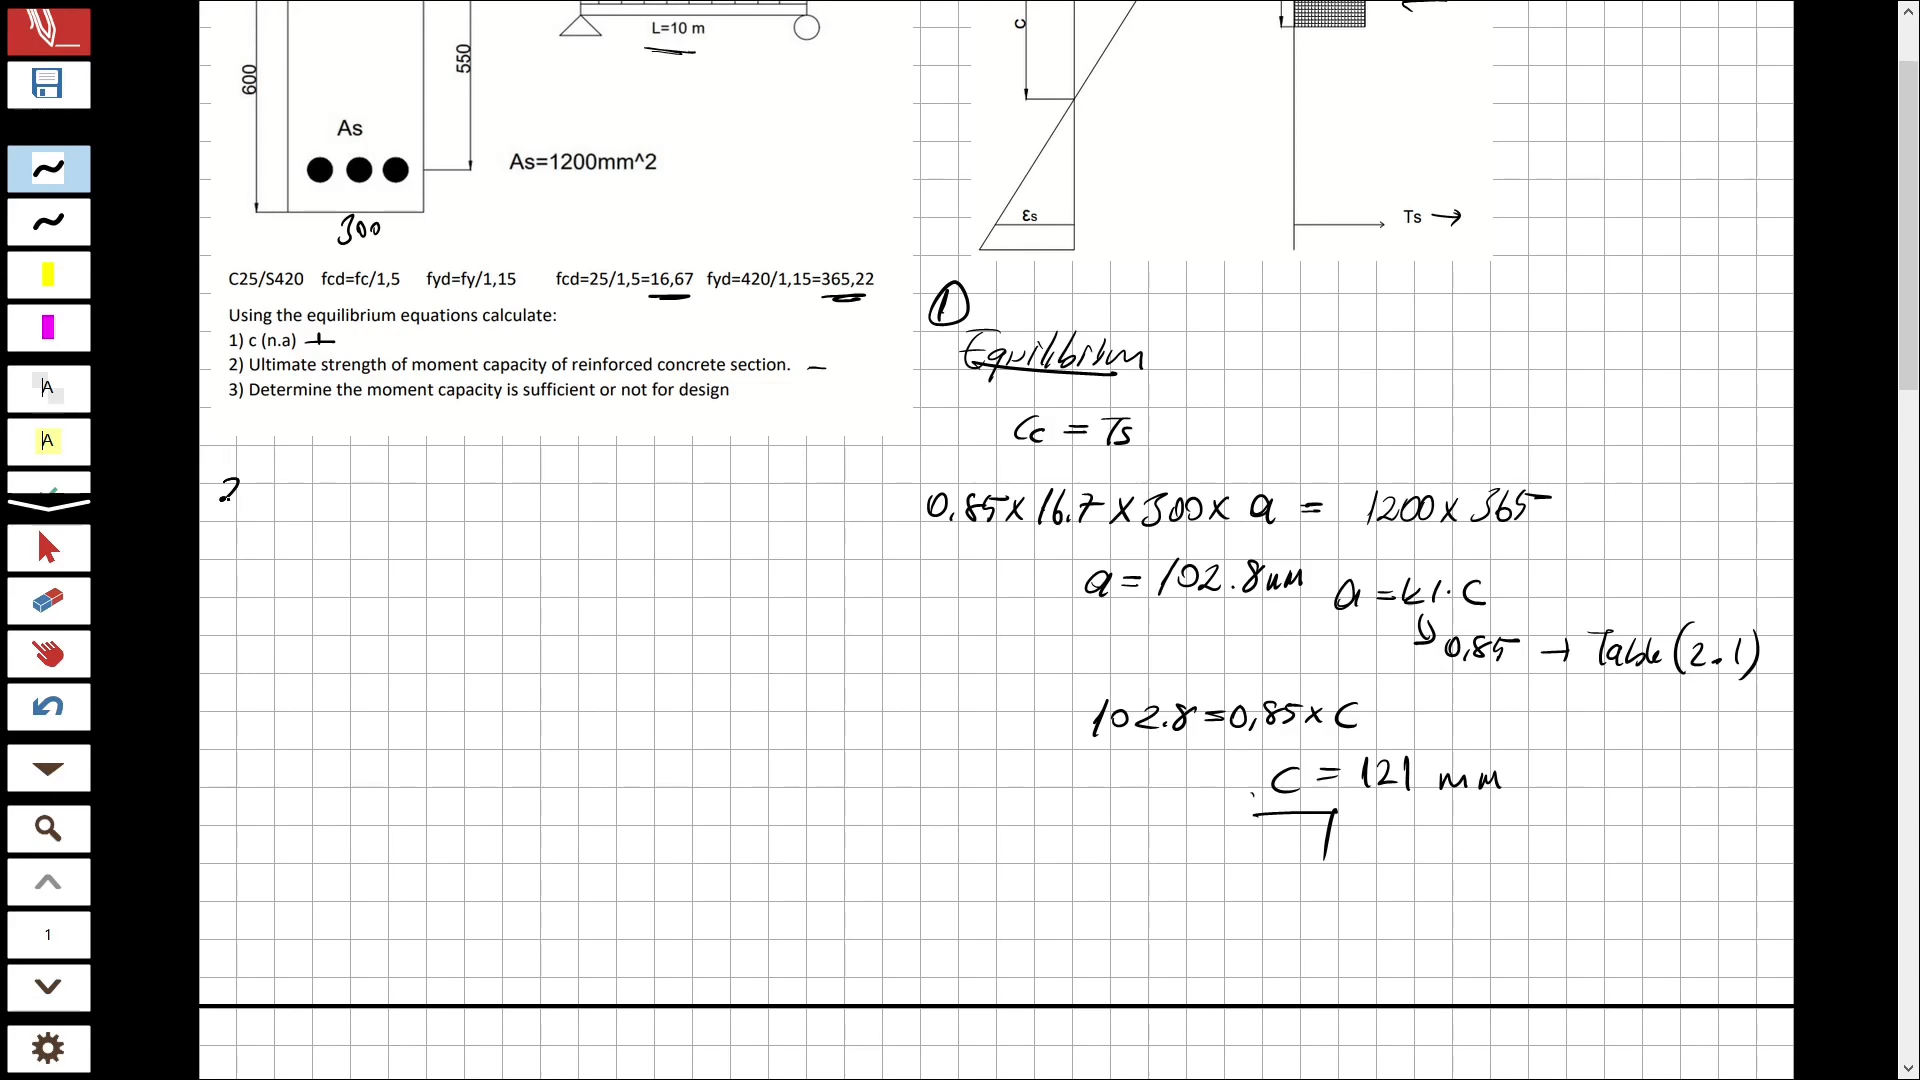 L=10 m
600
550
As
As=1200mm^2
300
C25/S420 fcd=fc/1,5 fyd=fy/1,15 fcd=25/1,5=16,67 fyd=420/1,15=365,22
Using the equilibrium equations calculate:
1) c (n.a)
2) Ultimate strength of moment capacity of reinforced concrete section.
3) Determine the moment capacity is sufficient or not for design
2
c
εs
Ts →
1
Equilibrium
Cc = Ts
0.85 x 16.7 x 300 x a = 1200 x 365
a = 102.8mm a = k1. C
0,85 → Table (2.1)
102.8 = 0,85 x C
C = 121 mm
A
A
1